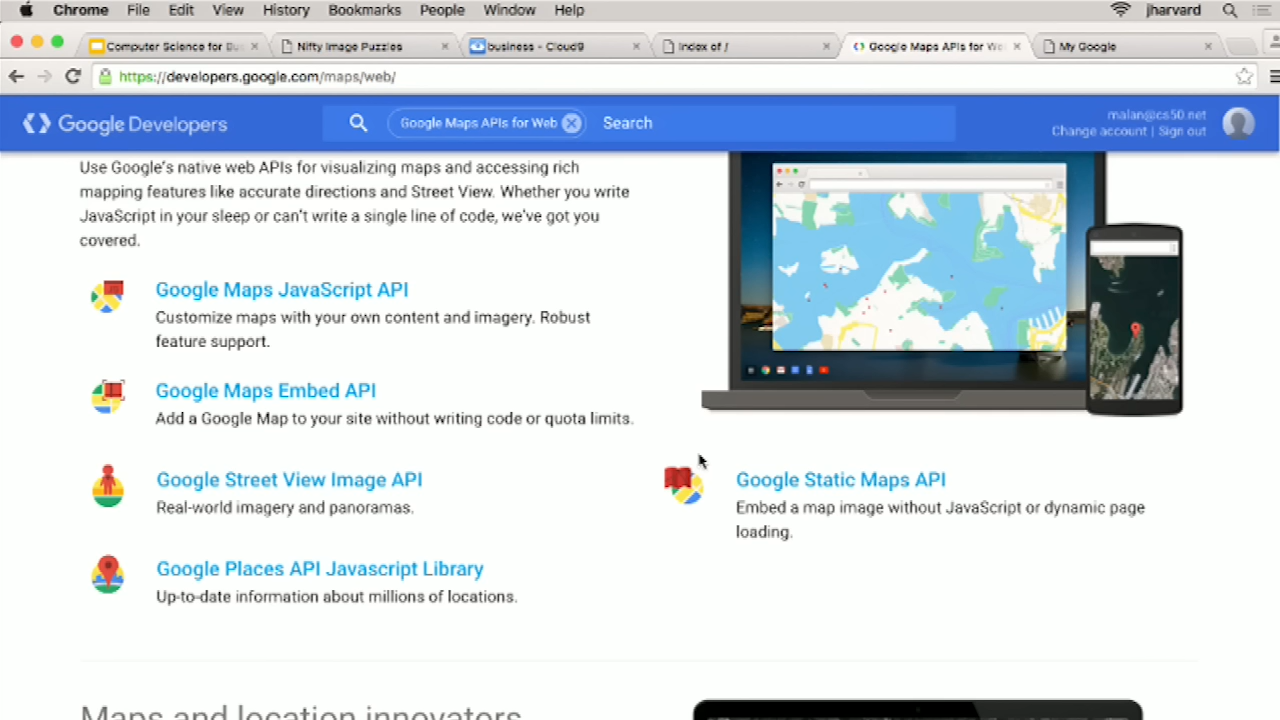 Chrome File Edit View History Bookmarks People Window Help jharvard
Computer Science for Bus Nifty Image Puzzles business - Cloud9 Index of / Google Maps APIs for We My Google
https://developers.google.com/maps/web/
Google Developers Google Maps APIs for Web Search
malan@cs50.net
Change account | Sign out
Use Google's native web APIs for visualizing maps and accessing rich
mapping features like accurate directions and Street View. Whether you write
JavaScript in your sleep or can't write a single line of code, we've got you
covered.
Google Maps JavaScript API
Customize maps with your own content and imagery. Robust
feature support.
Google Maps Embed API
Add a Google Map to your site without writing code or quota limits.
Google Street View Image API
Real-world imagery and panoramas.
Google Static Maps API
Embed a map image without JavaScript or dynamic page
loading.
Google Places API Javascript Library
Up-to-date information about millions of locations.
Maps and location innovators